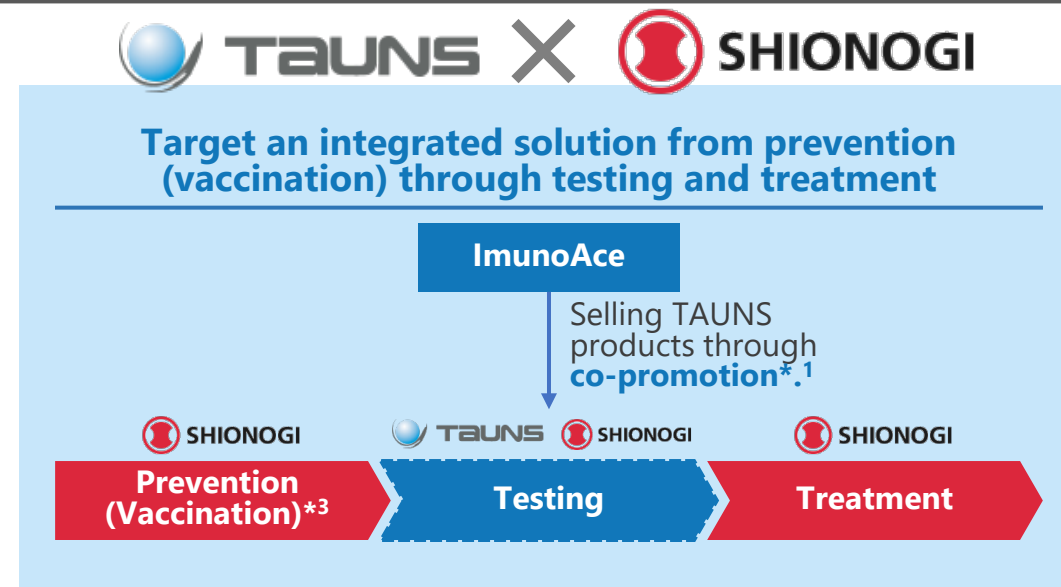 TAUNS SHIONOGI
Target an integrated solution from prevention
(vaccination) through testing and treatment
ImunoAce
Selling TAUNS
products through
co-promotion*.1
SHIONOGI TAUNS SHIONOGI SHIONOGI
Prevention
(Vaccination)*3
Testing
Treatment